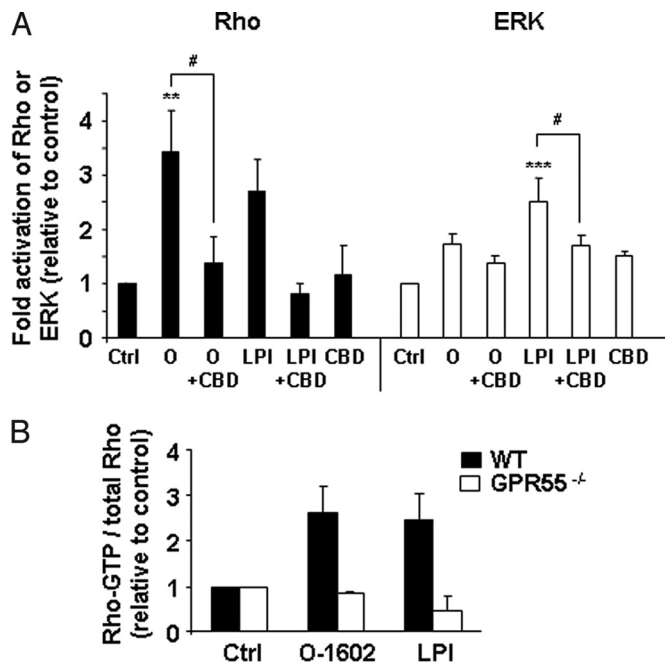 A
Rho
ERK
Fold activation of Rho or
ERK (relative to control)
4
3
2
1
0
#
**
#
***
Ctrl O O LPI LPI CBD Ctrl O O LPI LPI CBD
+CBD +CBD +CBD +CBD
B
Rho-GTP / total Rho
(relative to control)
4
3
2
1
0
WT
GPR55 -/-
Ctrl O-1602 LPI